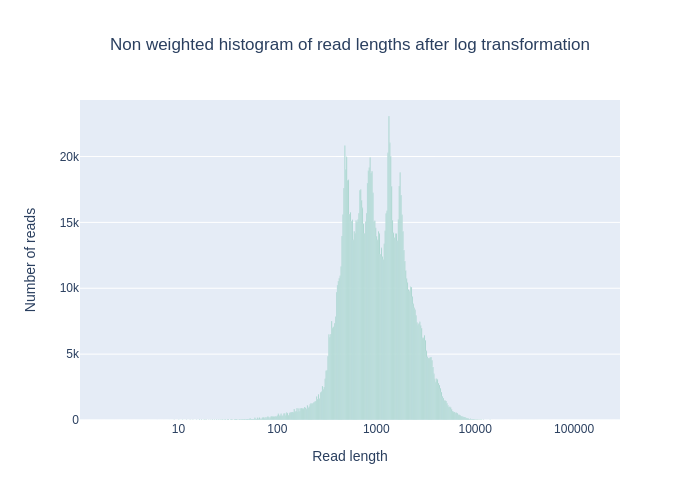 Non weighted histogram of read lengths after log transformation
Number of reads
20k
15k
10k
5k
0
10 100 1000 10000 100000
Read length